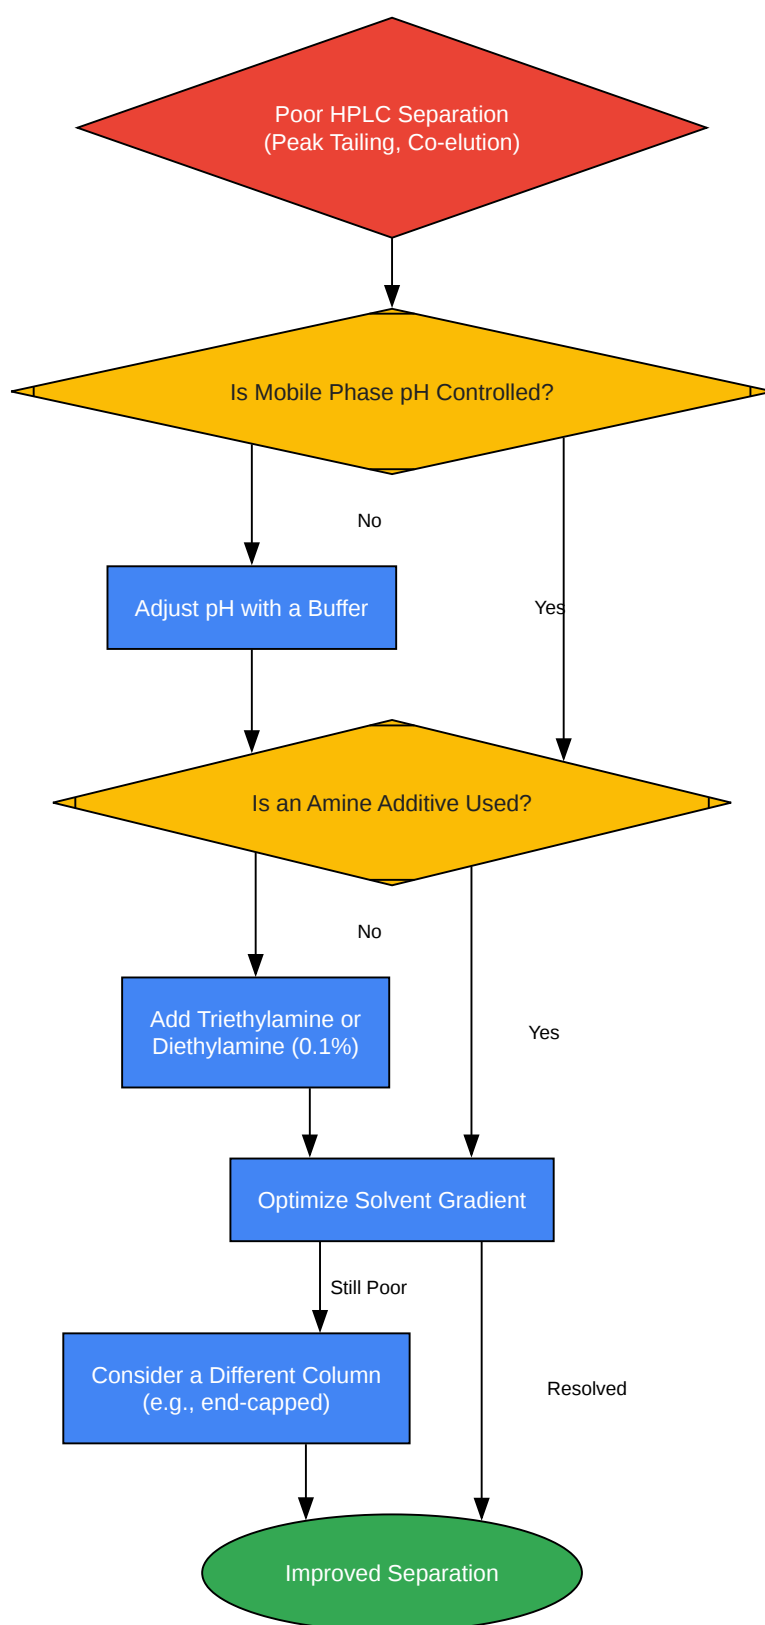 Poor HPLC Separation
(Peak Tailing, Co-elution)
Is Mobile Phase pH Controlled?
No
Adjust pH with a Buffer
Yes
Is an Amine Additive Used?
No
Add Triethylamine or
Diethylamine (0.1%)
Yes
Optimize Solvent Gradient
Still Poor
Consider a Different Column
(e.g., end-capped)
Resolved
Improved Separation